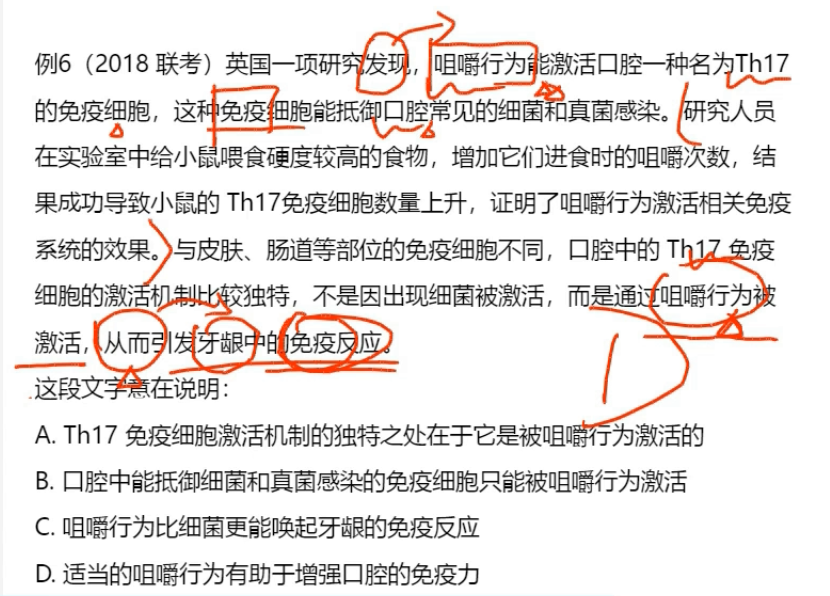 例6（2018 联考）英国一项研究发现，咀嚼行为能激活口腔一种名为Th17
的免疫细胞，这种免疫细胞能抵御口腔常见的细菌和真菌感染。研究人员
在实验室中给小鼠喂食硬度较高的食物，增加它们进食时的咀嚼次数，结
果成功导致小鼠的 Th17免疫细胞数量上升，证明了咀嚼行为激活相关免疫
系统的效果。与皮肤、肠道等部位的免疫细胞不同，口腔中的 Th17 免疫
细胞的激活机制比较独特，不是因出现细菌被激活，而是通过咀嚼行为被
激活，从而引发牙龈中的免疫反应。
这段文字意在说明：
A. Th17 免疫细胞激活机制的独特之处在于它是被咀嚼行为激活的
B. 口腔中能抵御细菌和真菌感染的免疫细胞只能被咀嚼行为激活
C. 咀嚼行为比细菌更能唤起牙龈的免疫反应
D. 适当的咀嚼行为有助于增强口腔的免疫力
D